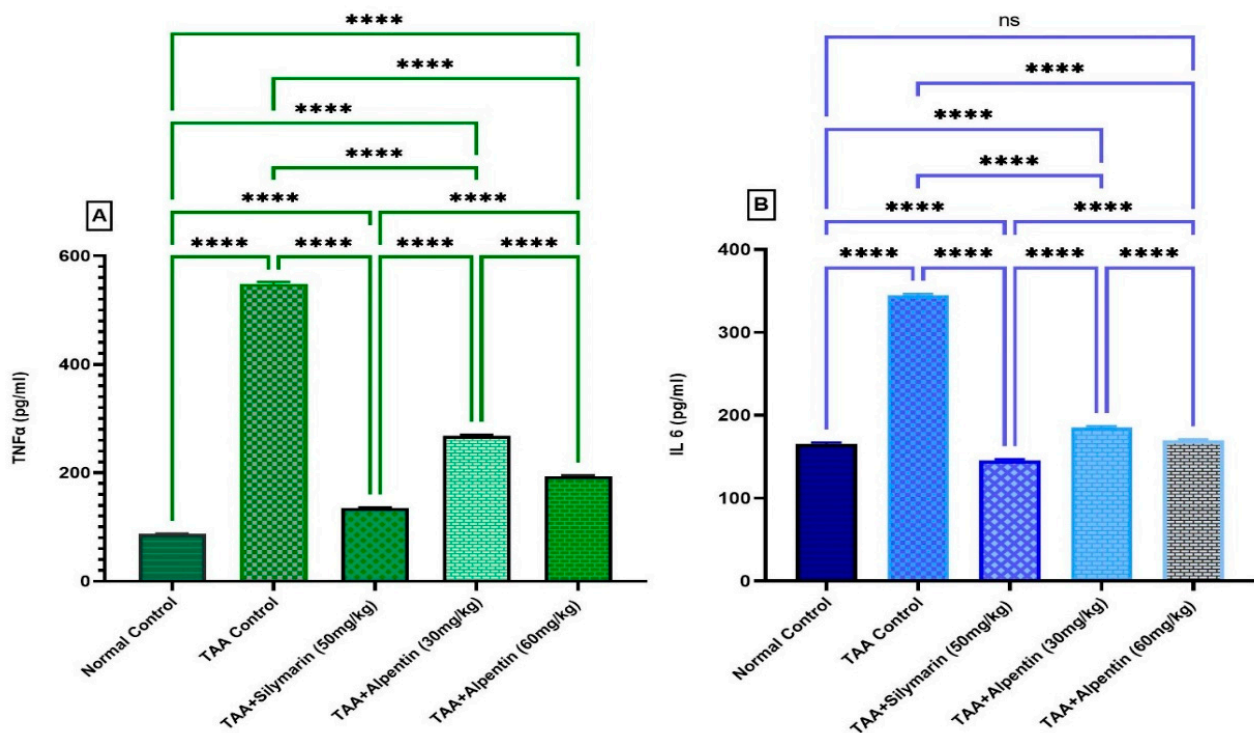 ****
****
****
****
****
****
A
****
****
****
****
600
400
200
0
TNFα (pg/ml)
Normal Control
TAA Control
TAA+Silymarin (50mg/kg)
TAA+Alpentin (30mg/kg)
TAA+Alpentin (60mg/kg)
ns
****
****
****
****
****
B
****
****
****
****
400
300
200
100
0
IL 6 (pg/ml)
Normal Control
TAA Control
TAA+Silymarin (50mg/kg)
TAA+Alpentin (30mg/kg)
TAA+Alpentin (60mg/kg)